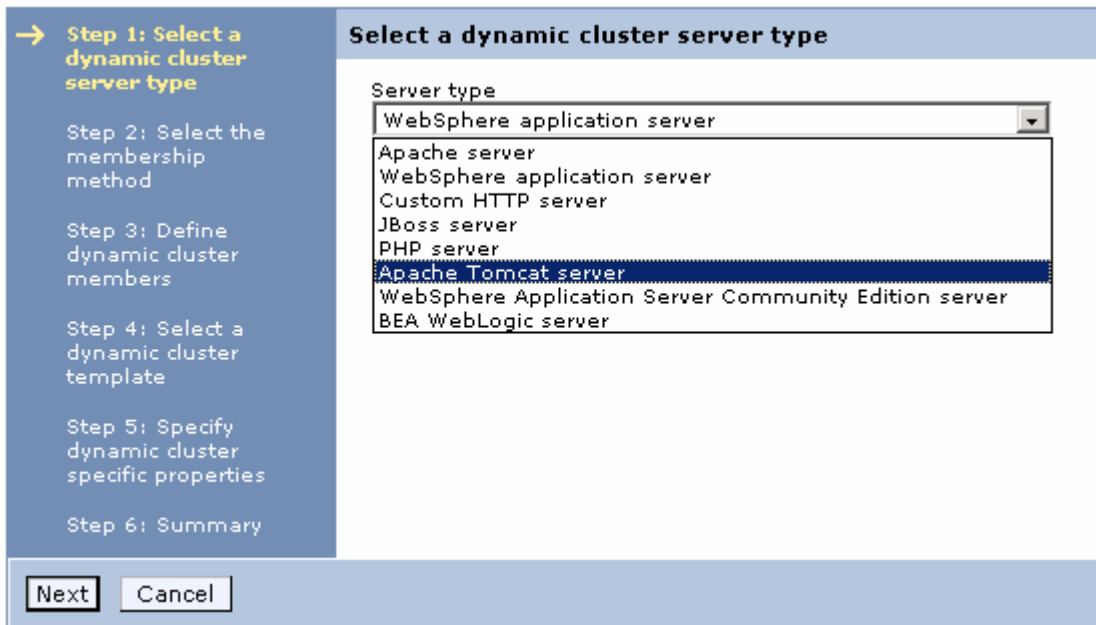 Step 1: Select a
dynamic cluster
server type
Step 2: Select the
membership
method
Step 3: Define
dynamic cluster
members
Step 4: Select a
dynamic cluster
template
Step 5: Specify
dynamic cluster
specific properties
Step 6: Summary
Select a dynamic cluster server type
Server type
WebSphere application server
Apache server
WebSphere application server
Custom HTTP server
JBoss server
PHP server
Apache Tomcat server
WebSphere Application Server Community Edition server
BEA WebLogic server
Next
Cancel